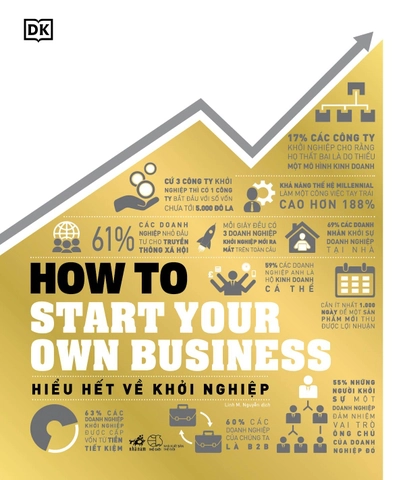 DK
17% CÁC CÔNG TY
KHỞI NGHIỆP CHO RẰNG
HỌ THẤT BẠI LÀ DO THIẾU
MỘT MÔ HÌNH KINH DOANH
CỨ 3 CÔNG TY KHỞI
NGHIỆP THÌ CÓ 1 CÔNG
TY BẮT ĐẦU VỚI SỐ VỐN
CHƯA TỚI 5.000 ĐÔ LA
KHẢ NĂNG THẾ HỆ MILLENNIAL
LÀM MỘT CÔNG VIỆC TAY TRÁI
CAO HƠN 188%
61% CÁC DOANH
NGHIỆP NHỎ ĐẦU
TƯ CHO TRUYỀN
THÔNG XÃ HỘI
MỖI GIÂY ĐỀU CÓ
3 DOANH NGHIỆP
KHỞI NGHIỆP MỚI RA
MẮT TRÊN TOÀN CẦU
69% CÁC DOANH
NHÂN KHỞI SỰ
DOANH NGHIỆP
TẠI NHÀ
59% CÁC DOANH
NGHIỆP ANH LÀ
HỘ KINH DOANH
CÁ THỂ
CẦN ÍT NHẤT 1.000
NGÀY ĐỂ MỘT SẢN
PHẨM MỚI THU
ĐƯỢC LỢI NHUẬN
HOW TO
START YOUR
OWN BUSINESS
HIỂU HẾT VỀ KHỞI NGHIỆP
Linh M. Nguyễn dịch
63% CÁC
DOANH NGHIỆP
KHỞI NGHIỆP
ĐƯỢC CẤP
VỐN TỪ TIỀN
TIẾT KIỆM
60% CÁC
DOANH NGHIỆP
CỦA CHÚNG TA
LÀ B2B
55% NHỮNG
NGƯỜI KHỞI
SỰ MỘT
DOANH NGHIỆP
ĐẢM NHIỆM
VAI TRÒ
ÔNG CHỦ
CỦA DOANH
NGHIỆP ĐÓ